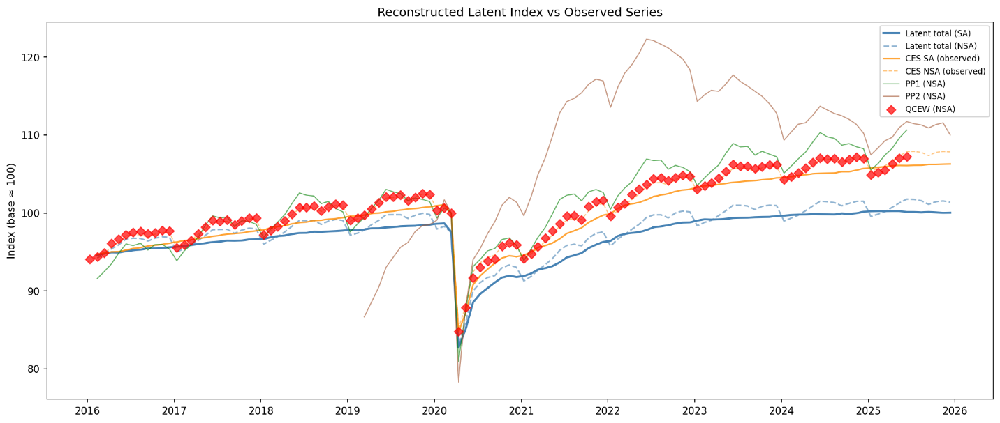 Reconstructed Latent Index vs Observed Series
Latent total (SA)
Latent total (NSA)
CES SA (observed)
CES NSA (observed)
PP1 (NSA)
PP2 (NSA)
QCEW (NSA)
Index (base ≈ 100)
120
110
100
90
80
2016 2017 2018 2019 2020 2021 2022 2023 2024 2025 2026